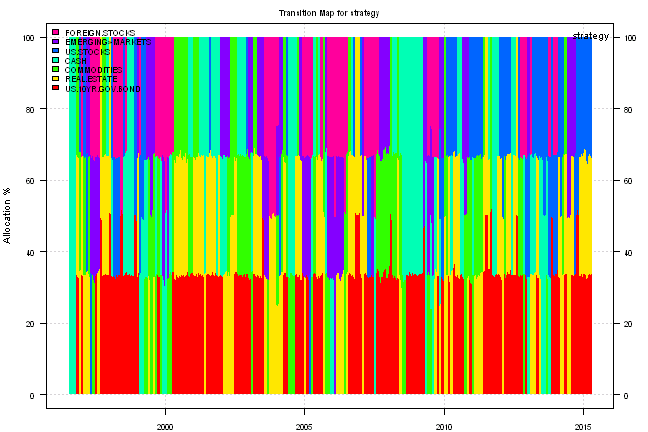 Transition Map for strategy
strategy
FOREIGN.STOCKS
EMERGING>MARKETS
US.STOCKS
CASH
COMMODITIES
REAL.ESTATE
US.10YR.GOV.BOND
Allocation %
100
80
60
40
20
0
100
80
60
40
20
0
2000 2005 2010 2015